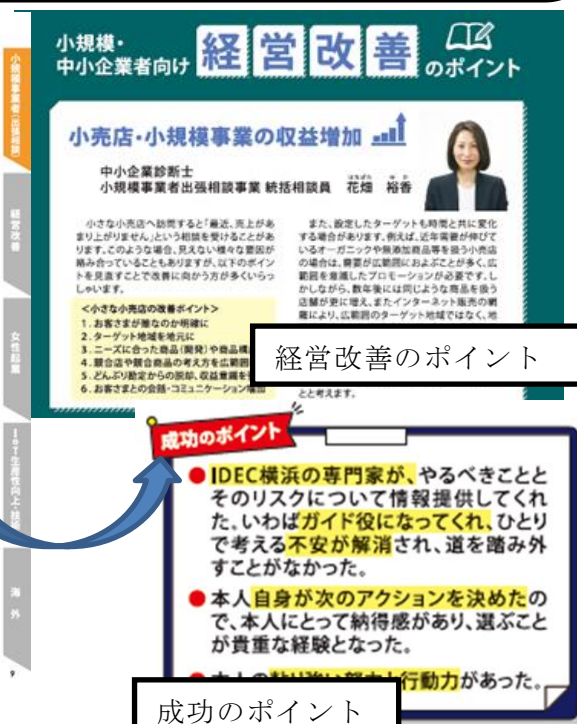 小規模・
中小企業者向け 経営改善 のポイント
小規模事業者(出張相談)
経営改善
女性起業
IoT生産性向上・技術
海外
9
小売店・小規模事業の収益増加
中小企業診断士
小規模事業者出張相談事業 統括相談員 花畑 裕香
小さな小売店へ訪問すると「最近、売上があ
まり上がりません」という相談を受けることがあ
ります。このような場合、見えない様々な要因が
絡み合っていることもありますが、以下のポイン
トを見直すことで改善に向かう方が多くいらっ
しゃいます。
<小さな小売店の改善ポイント>
1.お客さまが誰なのか明確に
2.ターゲット地域を地元に
3.ニーズに合った商品(開発)や商品構
4.競合店や競合商品の考え方を広範囲
5.どんぶり勘定からの脱却、収益意識を
6.お客さまとの会話・コミュニケーション増加
また、設定したターゲットも時間と共に変化
する場合があります。例えば、近年需要が伸びて
いるオーガニックや無添加商品等を扱う小売店
の場合は、需要が広範囲におよぶことが多く、広
範囲を意識したプロモーションが必要です。し
かしながら、数年後には同じような商品を扱う
店舗が更に増え、またインターネット販売の網
羅により、広範囲のターゲット地域ではなく、地
とと考えます。
経営改善のポイント
成功のポイント
●IDEC横浜の専門家が、やるべきことと
そのリスクについて情報提供してくれ
た。いわばガイド役になってくれ、ひとり
で考える不安が解消され、道を踏み外
すことがなかった。
●本人自身が次のアクションを決めたの
で、本人にとって納得感があり、選ぶこと
が貴重な経験となった。
行動力があった。
成功のポイント